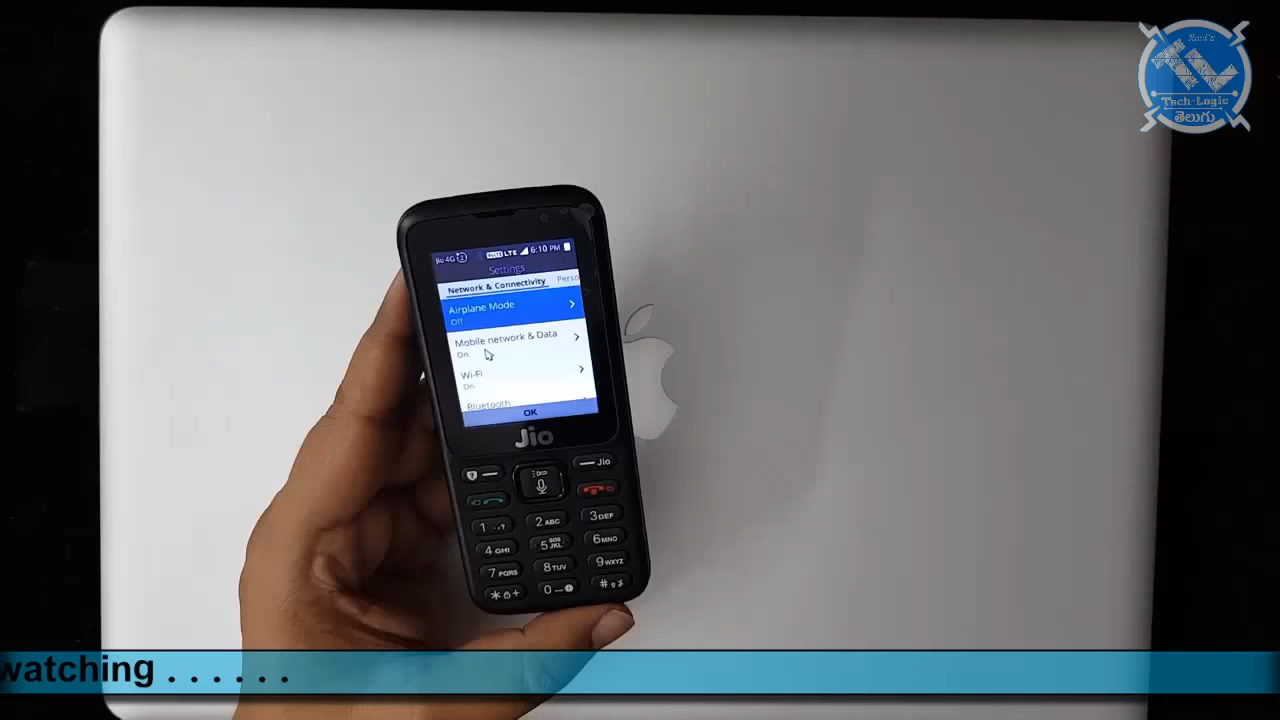 Tech-Logic
తెలుగు
Jio 4G 2 VoLTE LTE 6:10 PM
Settings
Network & Connectivity Perso
Airplane Mode
Off
Mobile network & Data
On
Wi-Fi
On
Bluetooth
OK
Jio
Jio
1
2 ABC
3 DEF
4 GHI
5 SOS JKL
6 MNO
7 PQRS
8 TUV
9 WXYZ
* +
0
#
watching . . . . . .